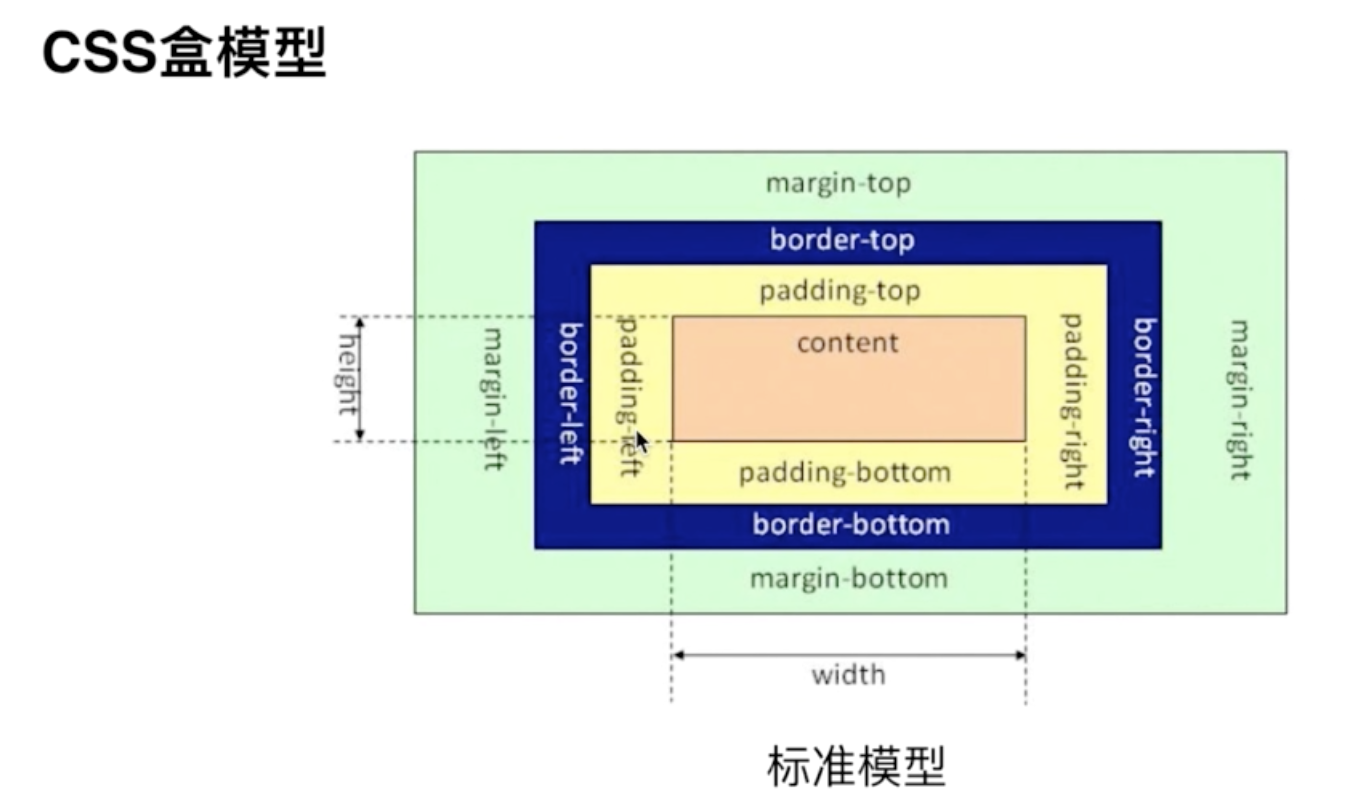 CSS盒模型
margin-top
border-top
padding-top
content
height
margin-left
border-left
padding-left
padding-right
border-right
margin-right
padding-bottom
border-bottom
margin-bottom
width
标准模型